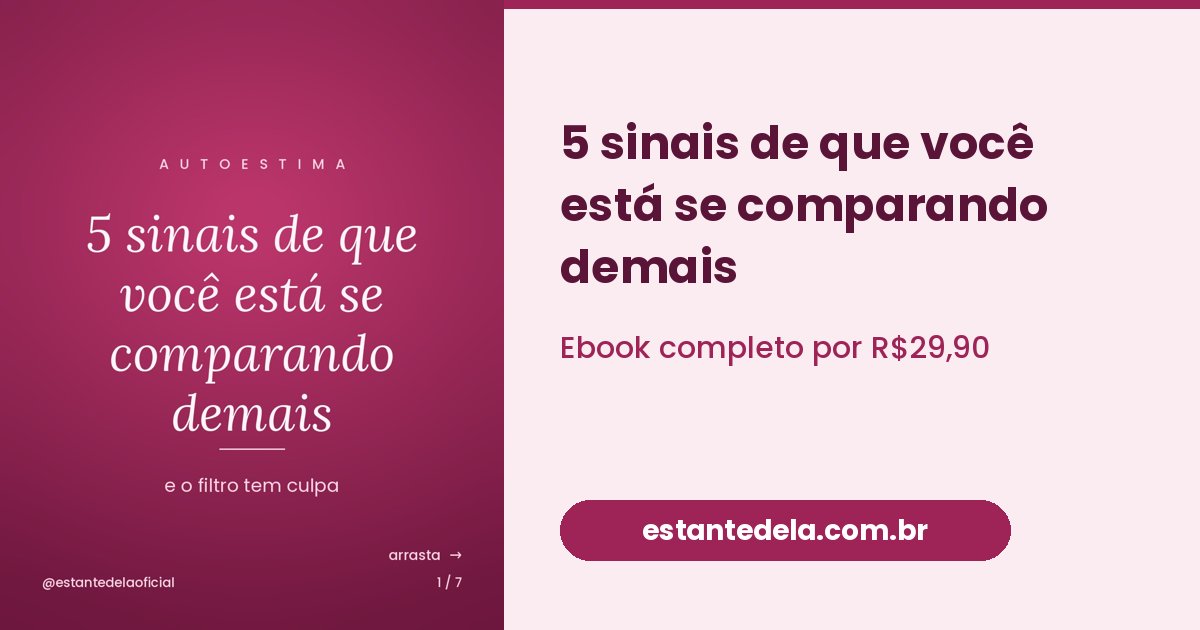 AUTOESTIMA
5 sinais de que
você está se
comparando
demais
e o filtro tem culpa
arrasta →
@estantedelaoficial
1 / 7
5 sinais de que você
está se comparando
demais
Ebook completo por R$29,90
estantedela.com.br